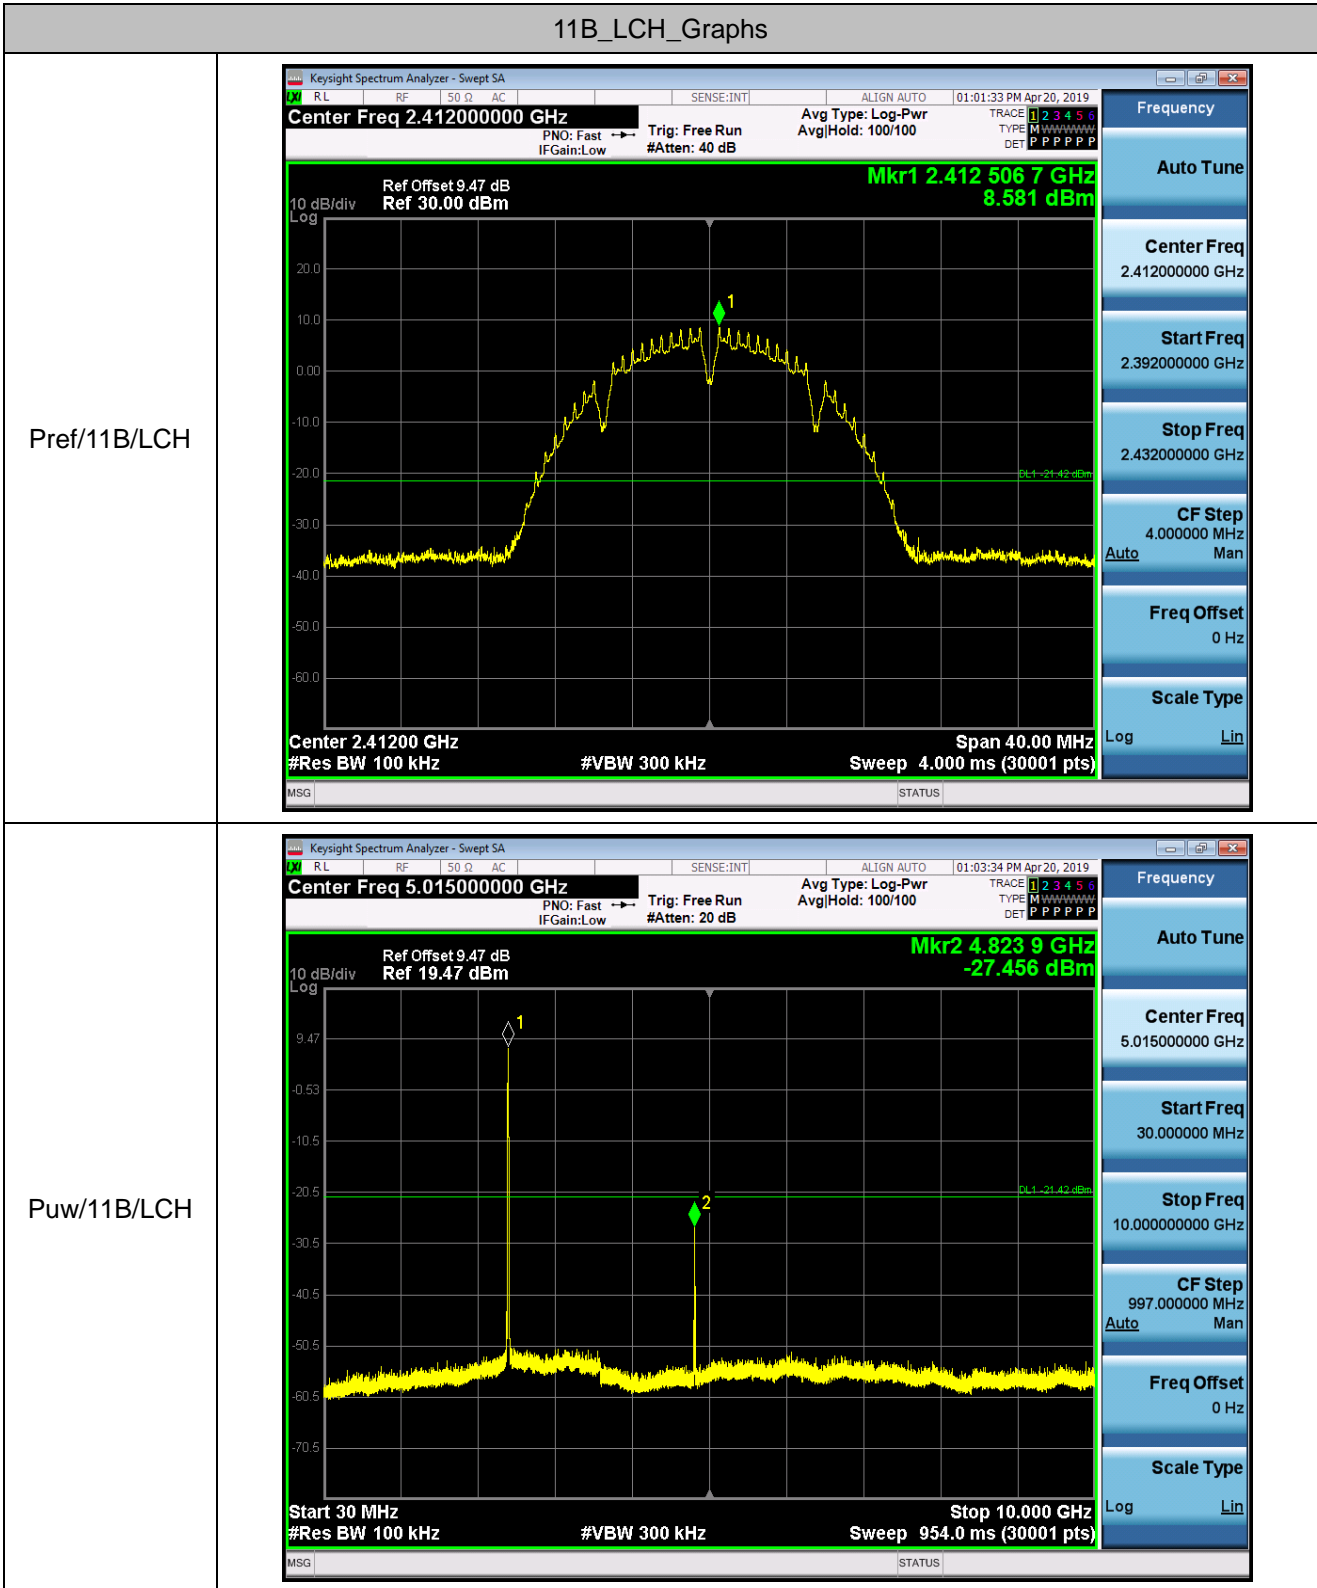 11B_LCH_Graphs
Pref/11B/LCH
Keysight Spectrum Analyzer - Swept SA
LXI RL RF 50 Ω AC SENSE:INT ALIGN AUTO 01:01:33 PM Apr 20, 2019
Center Freq 2.412000000 GHz
PNO: Fast
IFGain:Low
Trig: Free Run
#Atten: 40 dB
Avg Type: Log-Pwr
Avg|Hold: 100/100
TRACE 1 2 3 4 5 6
TYPE M WWWWW
DET P P P P P P
Mkr1 2.412 506 7 GHz
8.581 dBm
Ref Offset 9.47 dB
10 dB/div Ref 30.00 dBm
Log
20.0
10.0
0.00
-10.0
-20.0
-30.0
-40.0
-50.0
-60.0
1
DL1 -21.42 dBm
Center 2.41200 GHz Span 40.00 MHz
#Res BW 100 kHz #VBW 300 kHz Sweep 4.000 ms (30001 pts)
MSG STATUS
Frequency
Auto Tune
Center Freq
2.412000000 GHz
Start Freq
2.392000000 GHz
Stop Freq
2.432000000 GHz
CF Step
4.000000 MHz
Auto Man
Freq Offset
0 Hz
Scale Type
Log Lin
Puw/11B/LCH
Keysight Spectrum Analyzer - Swept SA
LXI RL RF 50 Ω AC SENSE:INT ALIGN AUTO 01:03:34 PM Apr 20, 2019
Center Freq 5.015000000 GHz
PNO: Fast
IFGain:Low
Trig: Free Run
#Atten: 20 dB
Avg Type: Log-Pwr
Avg|Hold: 100/100
TRACE 1 2 3 4 5 6
TYPE M WWWWW
DET P P P P P P
Mkr2 4.823 9 GHz
-27.456 dBm
Ref Offset 9.47 dB
10 dB/div Ref 19.47 dBm
Log
9.47
-0.53
-10.5
-20.5
-30.5
-40.5
-50.5
-60.5
-70.5
1
2
DL1 -21.42 dBm
Start 30 MHz Stop 10.000 GHz
#Res BW 100 kHz #VBW 300 kHz Sweep 954.0 ms (30001 pts)
MSG STATUS
Frequency
Auto Tune
Center Freq
5.015000000 GHz
Start Freq
30.000000 MHz
Stop Freq
10.000000000 GHz
CF Step
997.000000 MHz
Auto Man
Freq Offset
0 Hz
Scale Type
Log Lin